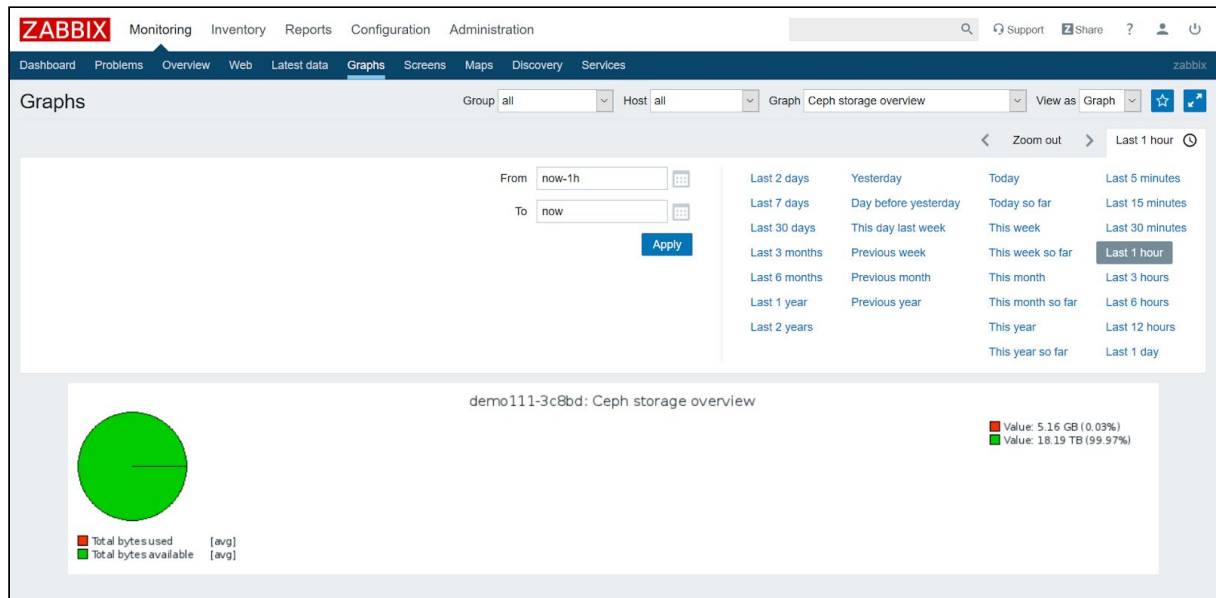 ZABBIX Monitoring Inventory Reports Configuration Administration Support Z Share ?
Dashboard Problems Overview Web Latest data Graphs Screens Maps Discovery Services zabbix
Graphs Group all Host all Graph Ceph storage overview View as Graph
Zoom out Last 1 hour
From now-1h
To now
Apply
Last 2 days Yesterday Today Last 5 minutes
Last 7 days Day before yesterday Today so far Last 15 minutes
Last 30 days This day last week This week Last 30 minutes
Last 3 months Previous week This week so far Last 1 hour
Last 6 months Previous month This month Last 3 hours
Last 1 year Previous year This month so far Last 6 hours
Last 2 years This year Last 12 hours
This year so far Last 1 day
demo111-3c8bd: Ceph storage overview
Value: 5.16 GB (0.03%)
Value: 18.19 TB (99.97%)
Total bytes used [avg]
Total bytes available [avg]